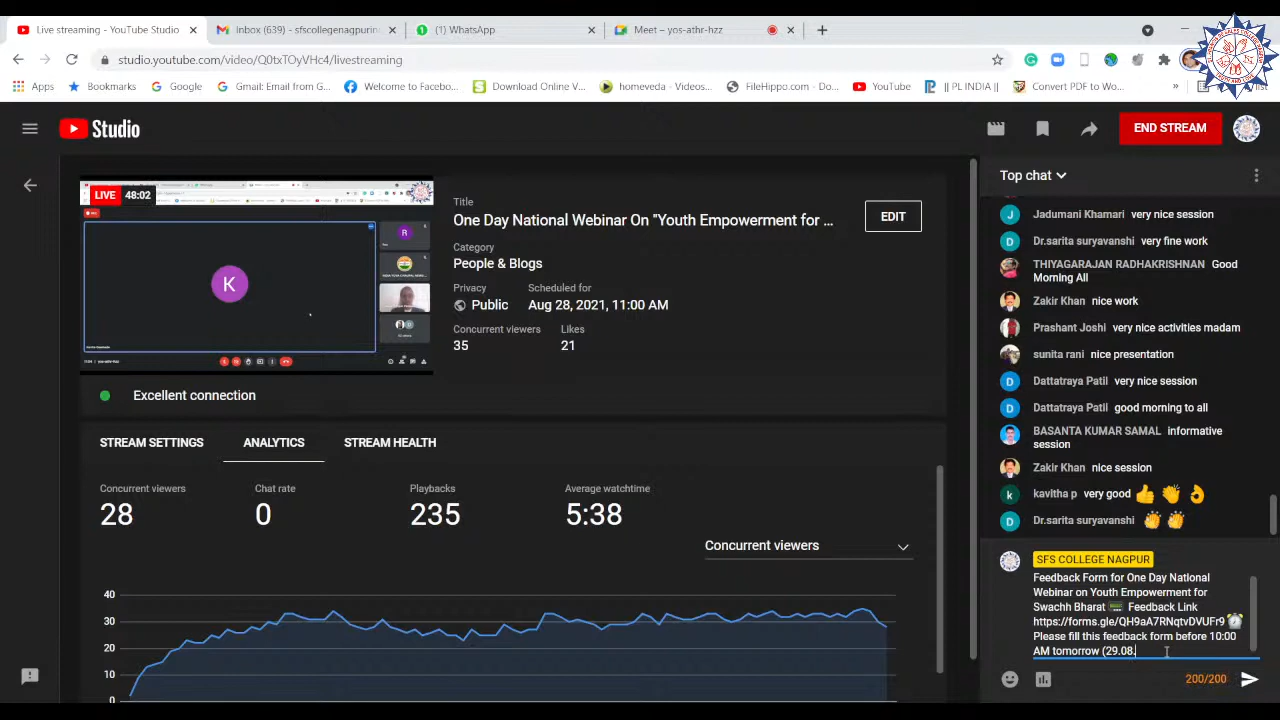 Live streaming - YouTube Studio
Inbox (639) - sfscollegenagpurin
(1) WhatsApp
Meet – yos-athr-hzz
studio.youtube.com/video/Q0txTOyVHc4/livestreaming
Apps
Bookmarks
Google
Gmail: Email from G...
Welcome to Facebo...
Download Online V...
homeveda - Videos...
FileHippo.com - Do...
YouTube
|| PL INDIA ||
Convert PDF to Wo...
»
Studio
END STREAM
LIVE 48:02
K
R
Title
One Day National Webinar On "Youth Empowerment for ...
EDIT
Category
People & Blogs
Privacy
Public
Scheduled for
Aug 28, 2021, 11:00 AM
Concurrent viewers
35
Likes
21
Excellent connection
STREAM SETTINGS
ANALYTICS
STREAM HEALTH
Concurrent viewers
28
Chat rate
0
Playbacks
235
Average watchtime
5:38
Concurrent viewers
40
30
20
10
0
Top chat
J
Jadumani Khamari very nice session
D
Dr.sarita suryavanshi very fine work
THIYAGARAJAN RADHAKRISHNAN Good
Morning All
Zakir Khan nice work
Prashant Joshi very nice activities madam
sunita rani nice presentation
D
Dattatraya Patil very nice session
D
Dattatraya Patil good morning to all
BASANTA KUMAR SAMAL informative
session
Zakir Khan nice session
k
kavitha p very good 👍 👏 👌
D
Dr.sarita suryavanshi 👏 👏
SFS COLLEGE NAGPUR
Feedback Form for One Day National
Webinar on Youth Empowerment for
Swachh Bharat 📟 Feedback Link
https://forms.gle/QH9aA7RNqtvDVUFr9 ⏰
Please fill this feedback form before 10:00
AM tomorrow (29.08.
200/200